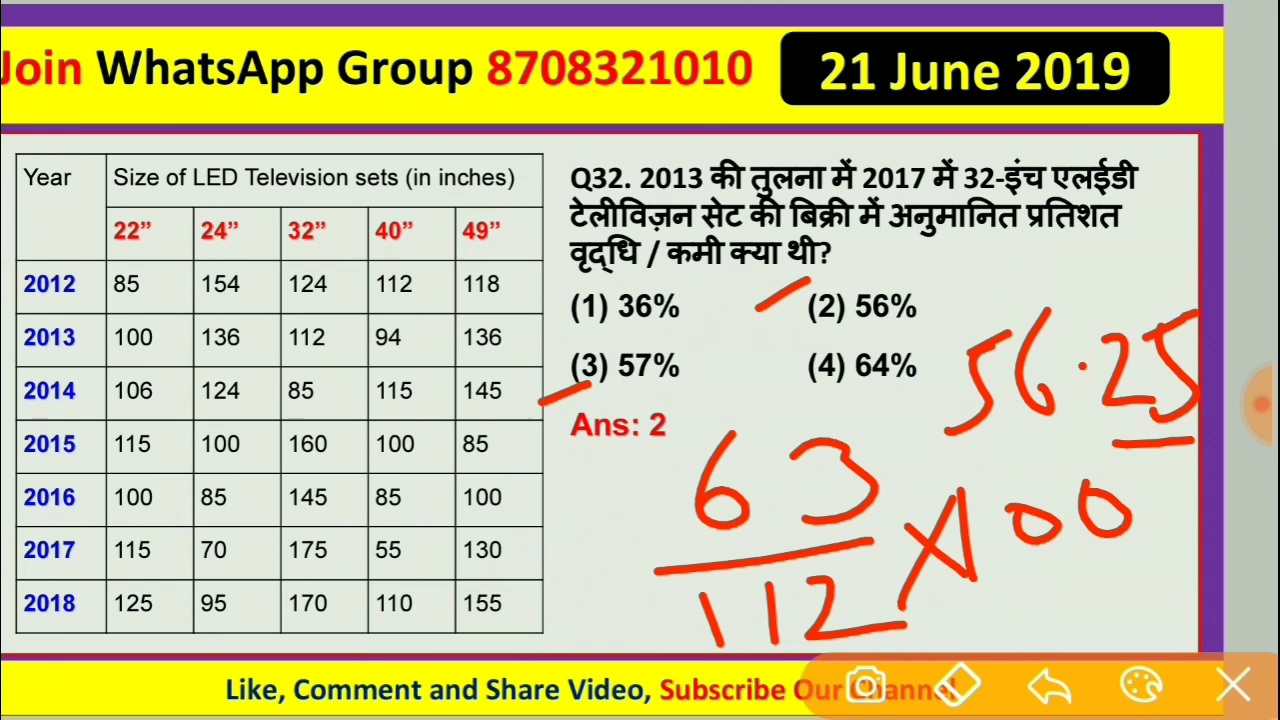 Join WhatsApp Group 8708321010
21 June 2019
Year Size of LED Television sets (in inches)
22” 24” 32" 40” 49”
2012 85 154 124 112 118
2013 100 136 112 94 136
2014 106 124 85 115 145
2015 115 100 160 100 85
2016 100 85 145 85 100
2017 115 70 175 55 130
2018 125 95 170 110 155
Q32. 2013 की तुलना में 2017 में 32-इंच एलईडी
टेलीविज़न सेट की बिक्री में अनुमानित प्रतिशत
वृद्धि / कमी क्या थी?
(1) 36% (2) 56%
(3) 57% (4) 64%
Ans: 2
56.25
63
112 × 100
Like, Comment and Share Video, Subscribe Our Channel